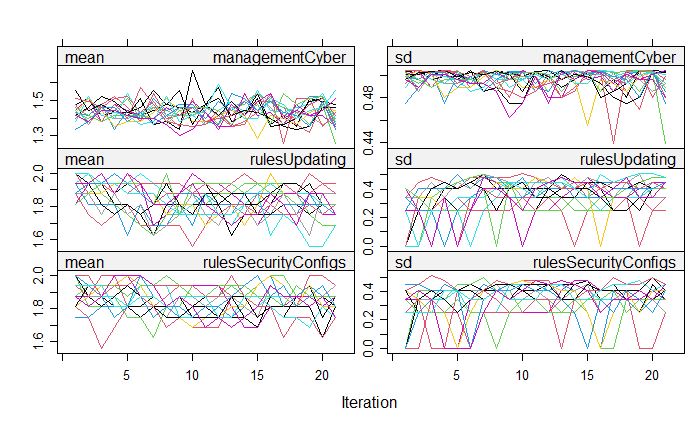 mean managementCyber
sd managementCyber
1.5
1.3
0.48
0.44
mean rulesUpdating
sd rulesUpdating
2.0
1.8
1.6
0.4
0.2
0.0
mean rulesSecurityConfigs
sd rulesSecurityConfigs
2.0
1.8
1.6
0.4
0.2
0.0
5 10 15 20
5 10 15 20
Iteration